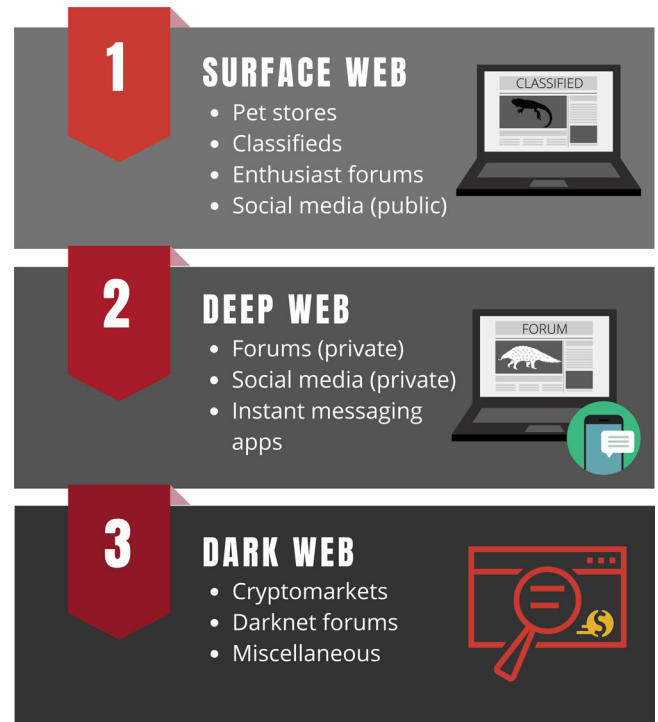 1
SURFACE WEB
• Pet stores
• Classifieds
• Enthusiast forums
• Social media (public)
CLASSIFIED
2
DEEP WEB
• Forums (private)
• Social media (private)
• Instant messaging
apps
FORUM
3
DARK WEB
• Cryptomarkets
• Darknet forums
• Miscellaneous
$